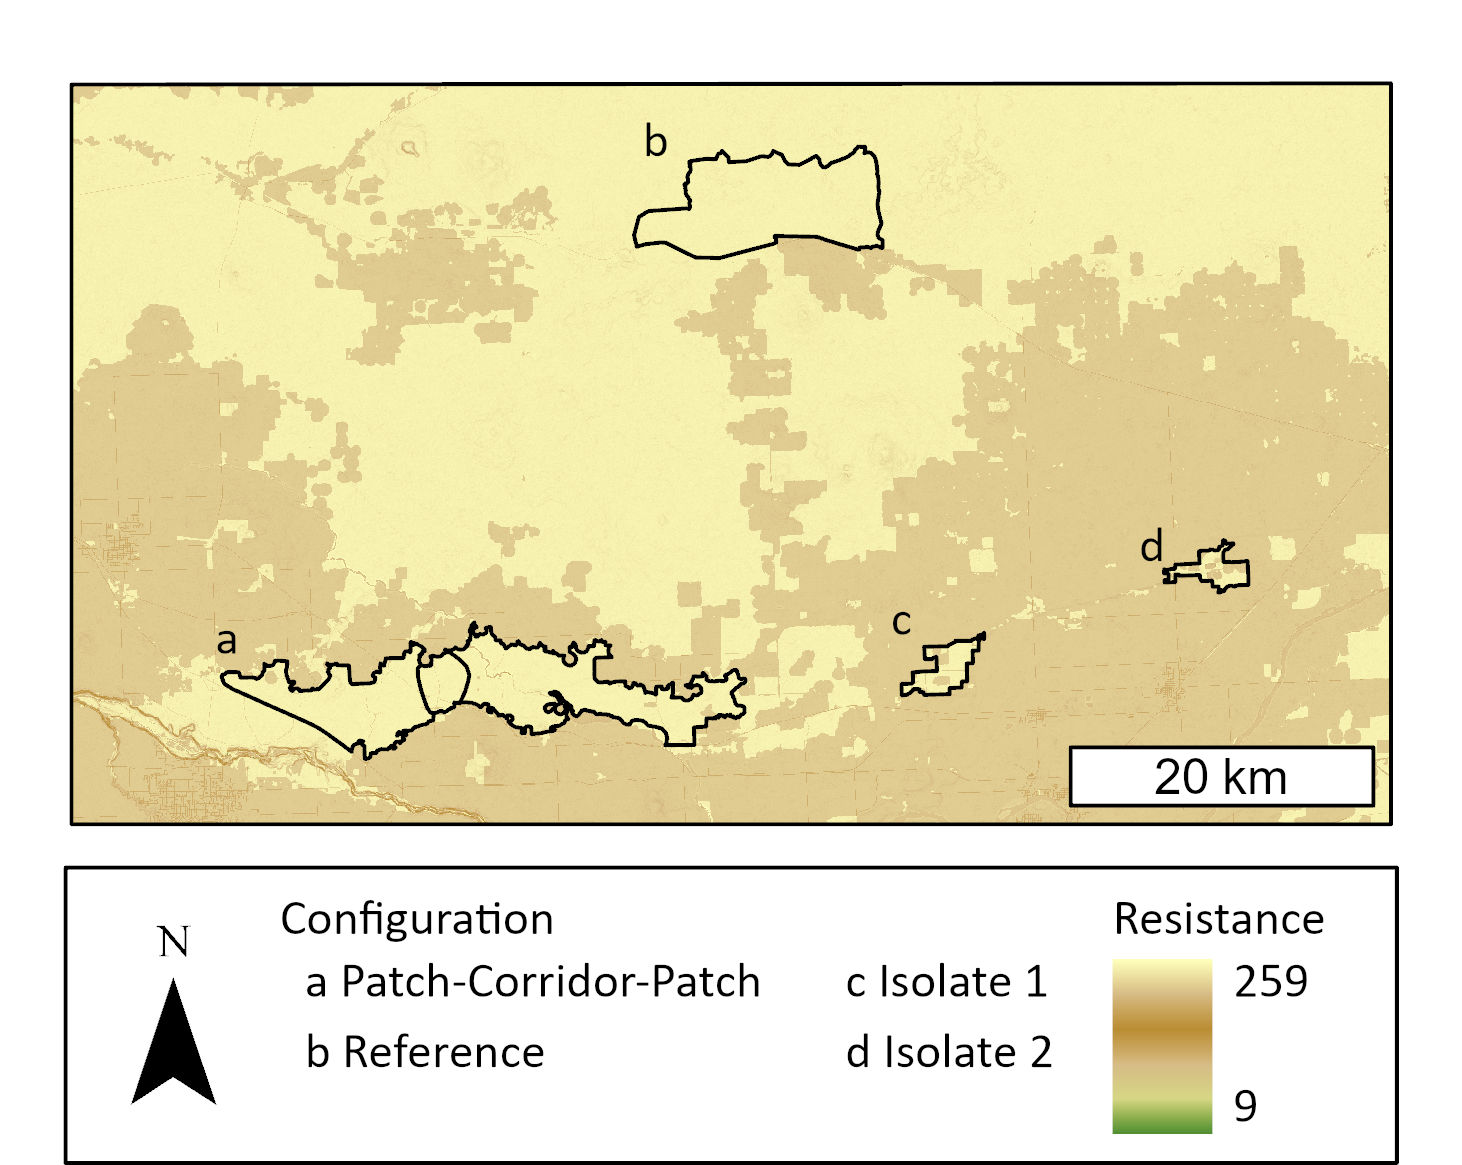 b
d
c
a
20 km
N
Configuration
a Patch-Corridor-Patch
b Reference
c Isolate 1
d Isolate 2
Resistance
259
9